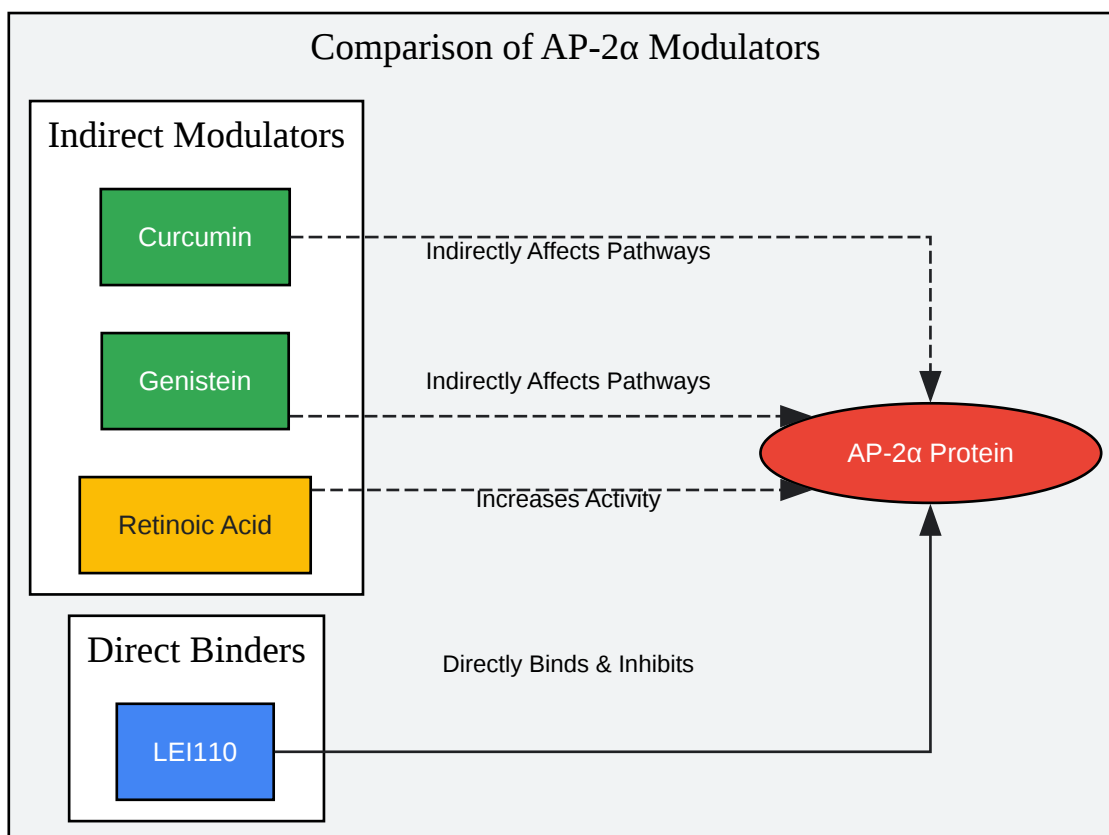 Comparison of AP-2α Modulators
Indirect Modulators
Curcumin
Indirectly Affects Pathways
Genistein
Indirectly Affects Pathways
AP-2α Protein
Retinoic Acid
Increases Activity
Direct Binders
Directly Binds & Inhibits
LEI110